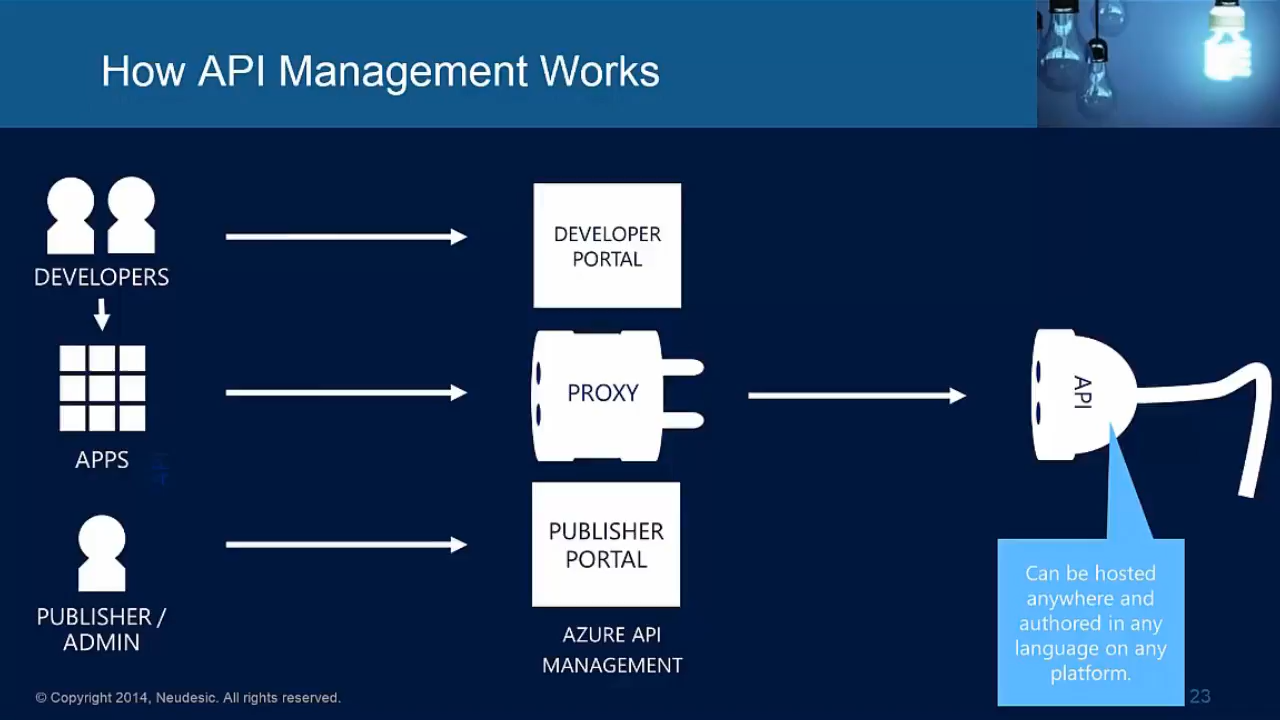 How API Management Works
DEVELOPERS
DEVELOPER
PORTAL
APPS
PROXY
API
PUBLISHER /
ADMIN
PUBLISHER
PORTAL
AZURE API
MANAGEMENT
Can be hosted
anywhere and
authored in any
language on any
platform.
© Copyright 2014, Neudesic. All rights reserved.
23